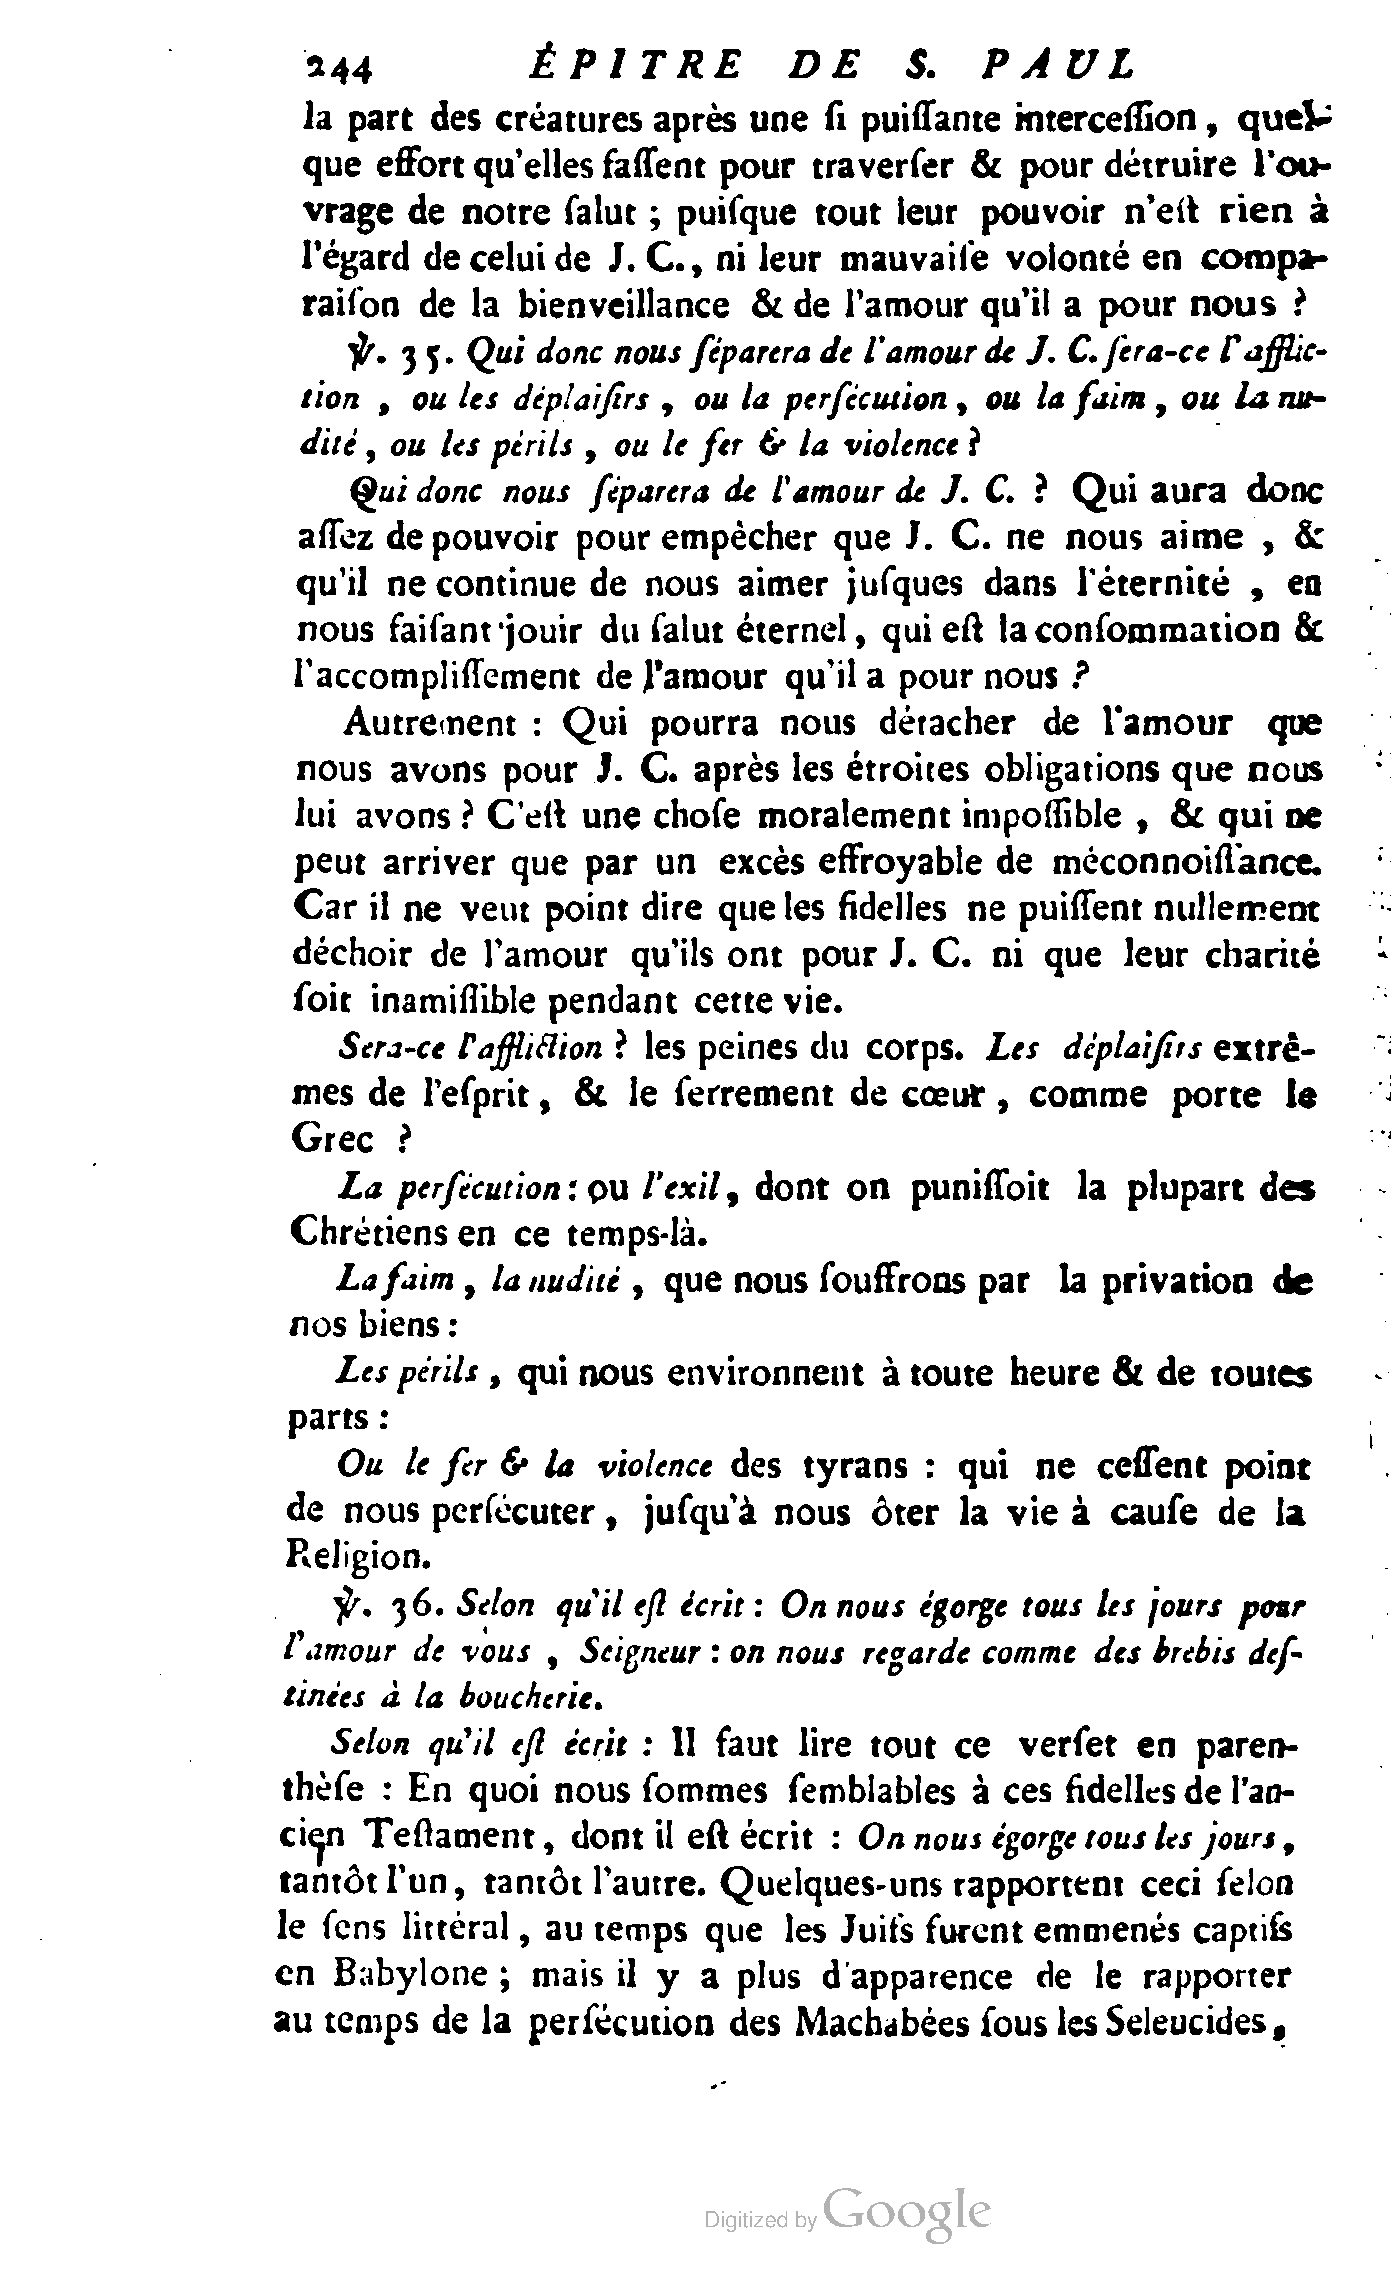 244 ÉPITRE DE S. PAUL
la part des créatures après une ſi puiſſante interceſſion, quel-
que effort qu'elles faſſent pour traverſer & pour détruire l'ou-
vrage de notre ſalut ; puiſque tout leur pouvoir n'eſt rien à
l'égard de celui de J. C., ni leur mauvaiſe volonté en compa-
raiſon de la bienveillance & de l'amour qu'il a pour nous ?
℣. 35. Qui donc nous ſéparera de l'amour de J. C. ſera-ce l'afflic-
tion , ou les déplaiſirs , ou la perſécution , ou la faim , ou la nu-
dité , ou les périls , ou le fer & la violence ?
Qui donc nous ſéparera de l'amour de J. C. ? Qui aura donc
aſſez de pouvoir pour empêcher que J. C. ne nous aime , &
qu'il ne continue de nous aimer juſques dans l'éternité , en
nous faiſant jouir du ſalut éternel , qui eſt la conſommation &
l'accompliſſement de l'amour qu'il a pour nous ?
Autrement : Qui pourra nous détacher de l'amour que
nous avons pour J. C. après les étroites obligations que nous
lui avons ? C'eſt une choſe moralement impoſſible , & qui ne
peut arriver que par un excès effroyable de méconnoiſſance.
Car il ne veut point dire que les fidelles ne puiſſent nullement
déchoir de l'amour qu'ils ont pour J. C. ni que leur charité
ſoit inamiſſible pendant cette vie.
Sera-ce l'affliction ? les peines du corps. Les déplaiſirs extrê-
mes de l'eſprit , & le ſerrement de cœur , comme porte le
Grec ?
La perſécution : ou l'exil , dont on puniſſoit la plupart des
Chrétiens en ce temps-là.
La faim , la nudité , que nous ſouffrons par la privation de
nos biens :
Les périls , qui nous environnent à toute heure & de toutes
parts :
Ou le fer & la violence des tyrans : qui ne ceſſent point
de nous perſécuter , juſqu'à nous ôter la vie à cauſe de la
Religion.
℣. 36. Selon qu'il eſt écrit : On nous égorge tous les jours pour
l'amour de vous , Seigneur : on nous regarde comme des brebis deſ-
tinées à la boucherie.
Selon qu'il eſt écrit : Il faut lire tout ce verſet en paren-
thèſe : En quoi nous ſommes ſemblables à ces fidelles de l'an-
cien Teſtament , dont il eſt écrit : On nous égorge tous les jours ,
tantôt l'un , tantôt l'autre. Quelques-uns rapportent ceci ſelon
le ſens littéral , au temps que les Juifs furent emmenés captifs
en Babylone ; mais il y a plus d'apparence de le rapporter
au temps de la perſécution des Machabées ſous les Seleucides ,
Digitized by Google